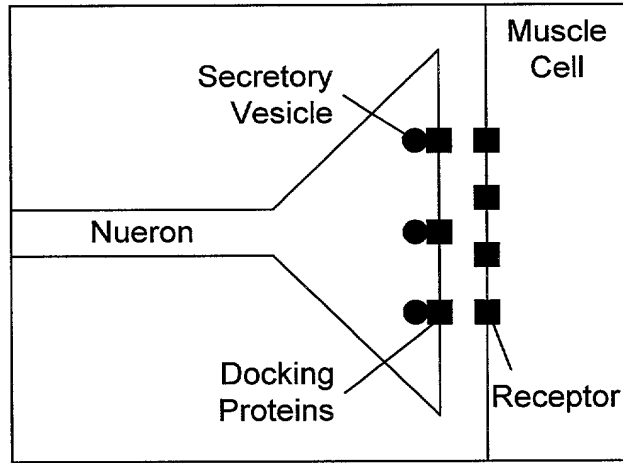 Muscle
Cell
Secretory
Vesicle
Nueron
Docking
Proteins
Receptor